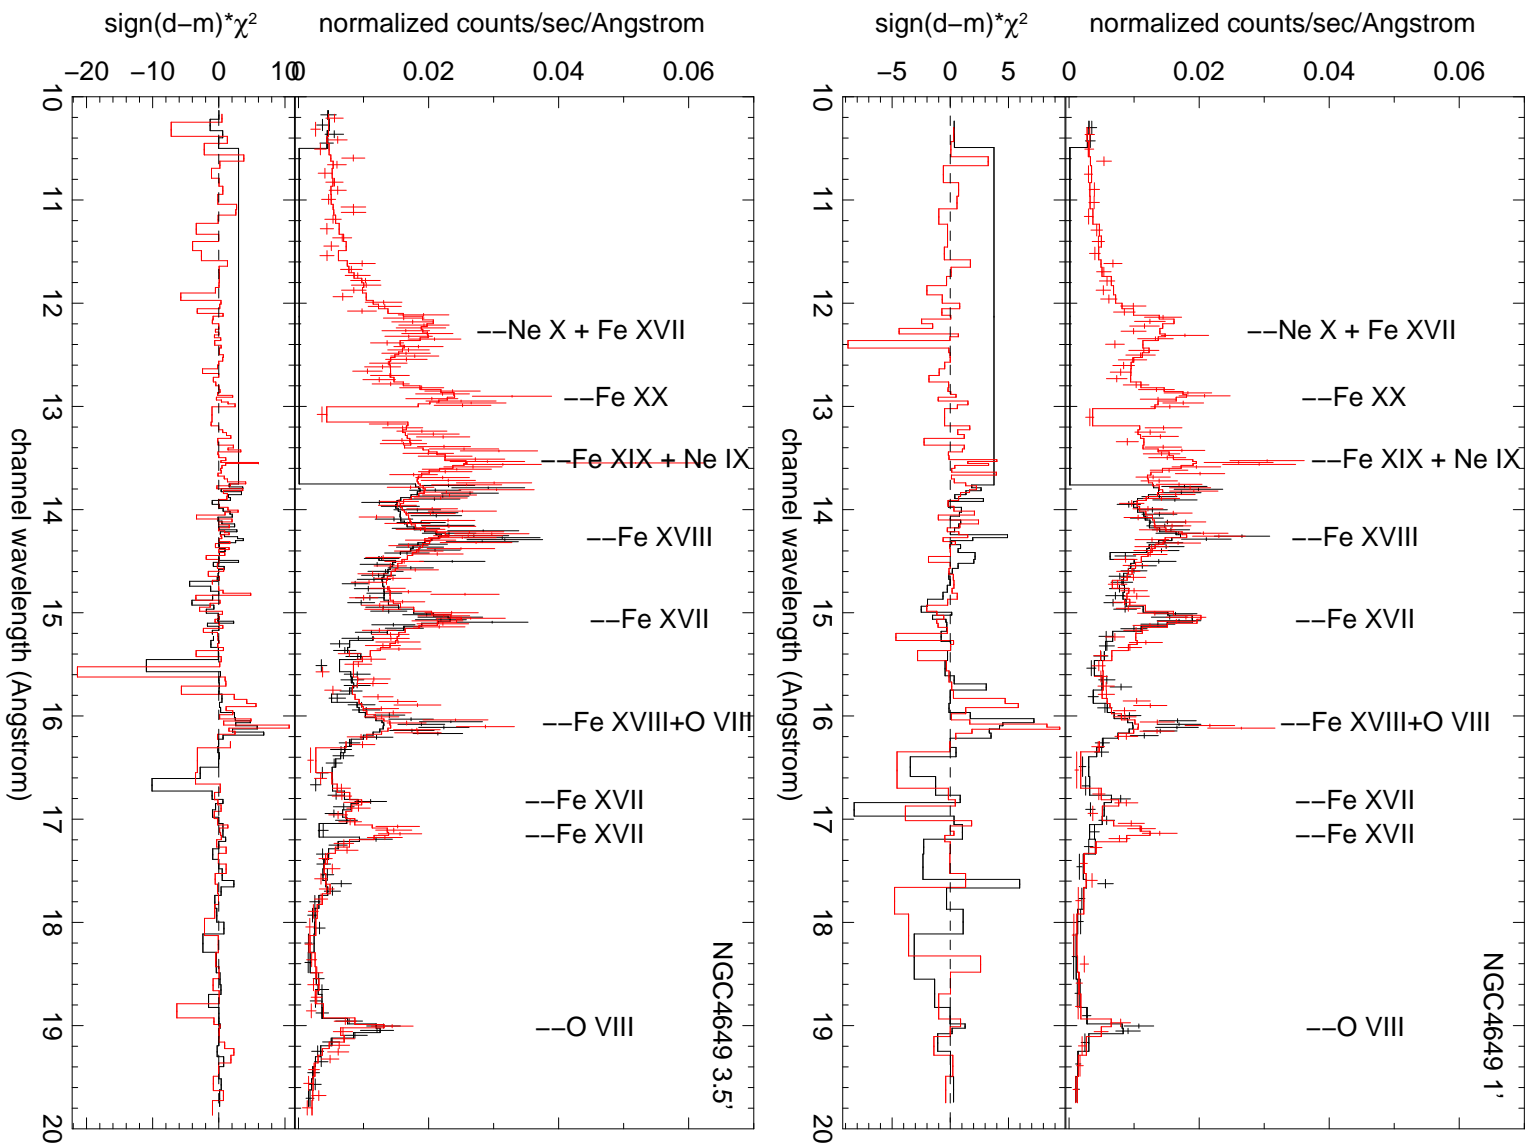 sign(d−m)*χ²
normalized counts/sec/Angstrom
−20 −10 0 10
0 0.02 0.04 0.06
10 11 12 13 14 15 16 17 18 19 20
channel wavelength (Angstrom)
−−Ne X + Fe XVII
−−Fe XX
−−Fe XIX + Ne IX
−−Fe XVIII
−−Fe XVII
−−Fe XVIII+O VIII
−−Fe XVII
−−Fe XVII
−−O VIII
NGC4649 3.5'
sign(d−m)*χ²
normalized counts/sec/Angstrom
−5 0 5
0 0.02 0.04 0.06
10 11 12 13 14 15 16 17 18 19 20
channel wavelength (Angstrom)
−−Ne X + Fe XVII
−−Fe XX
−−Fe XIX + Ne IX
−−Fe XVIII
−−Fe XVII
−−Fe XVIII+O VIII
−−Fe XVII
−−Fe XVII
−−O VIII
NGC4649 1'